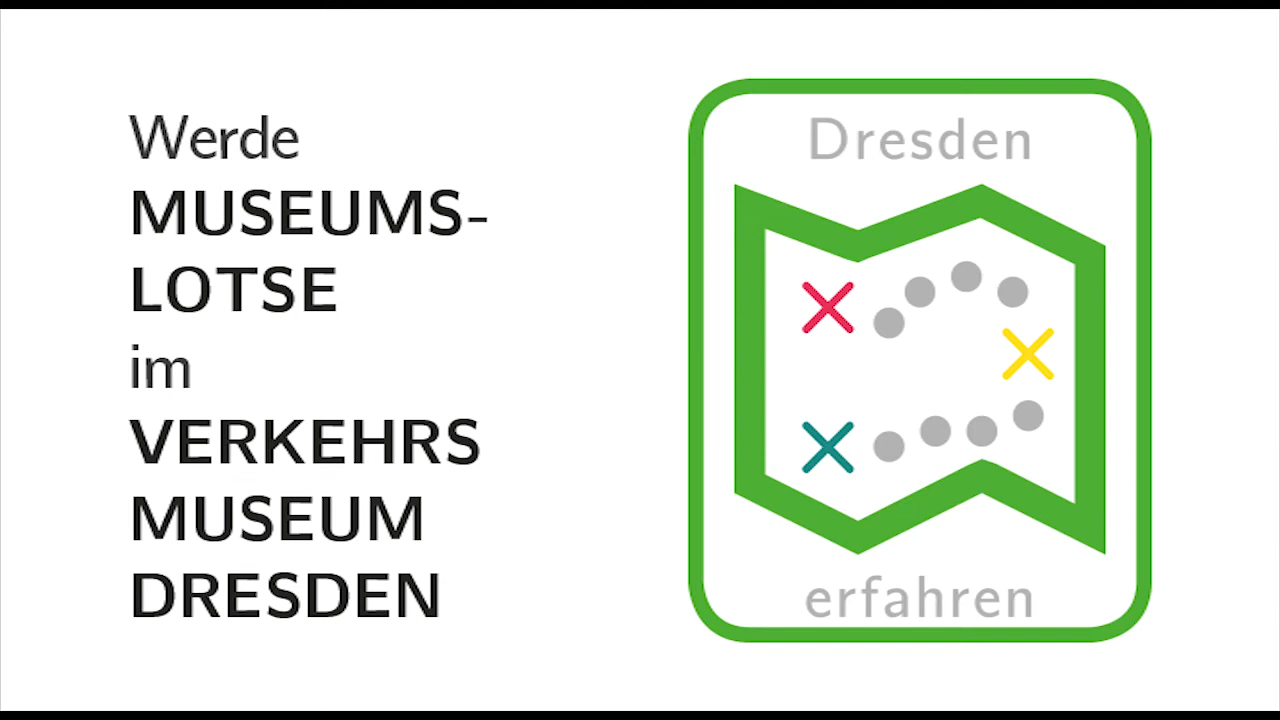 Werde
MUSEUMS-
LOTSE
im
VERKEHRS
MUSEUM
DRESDEN
Dresden
erfahren